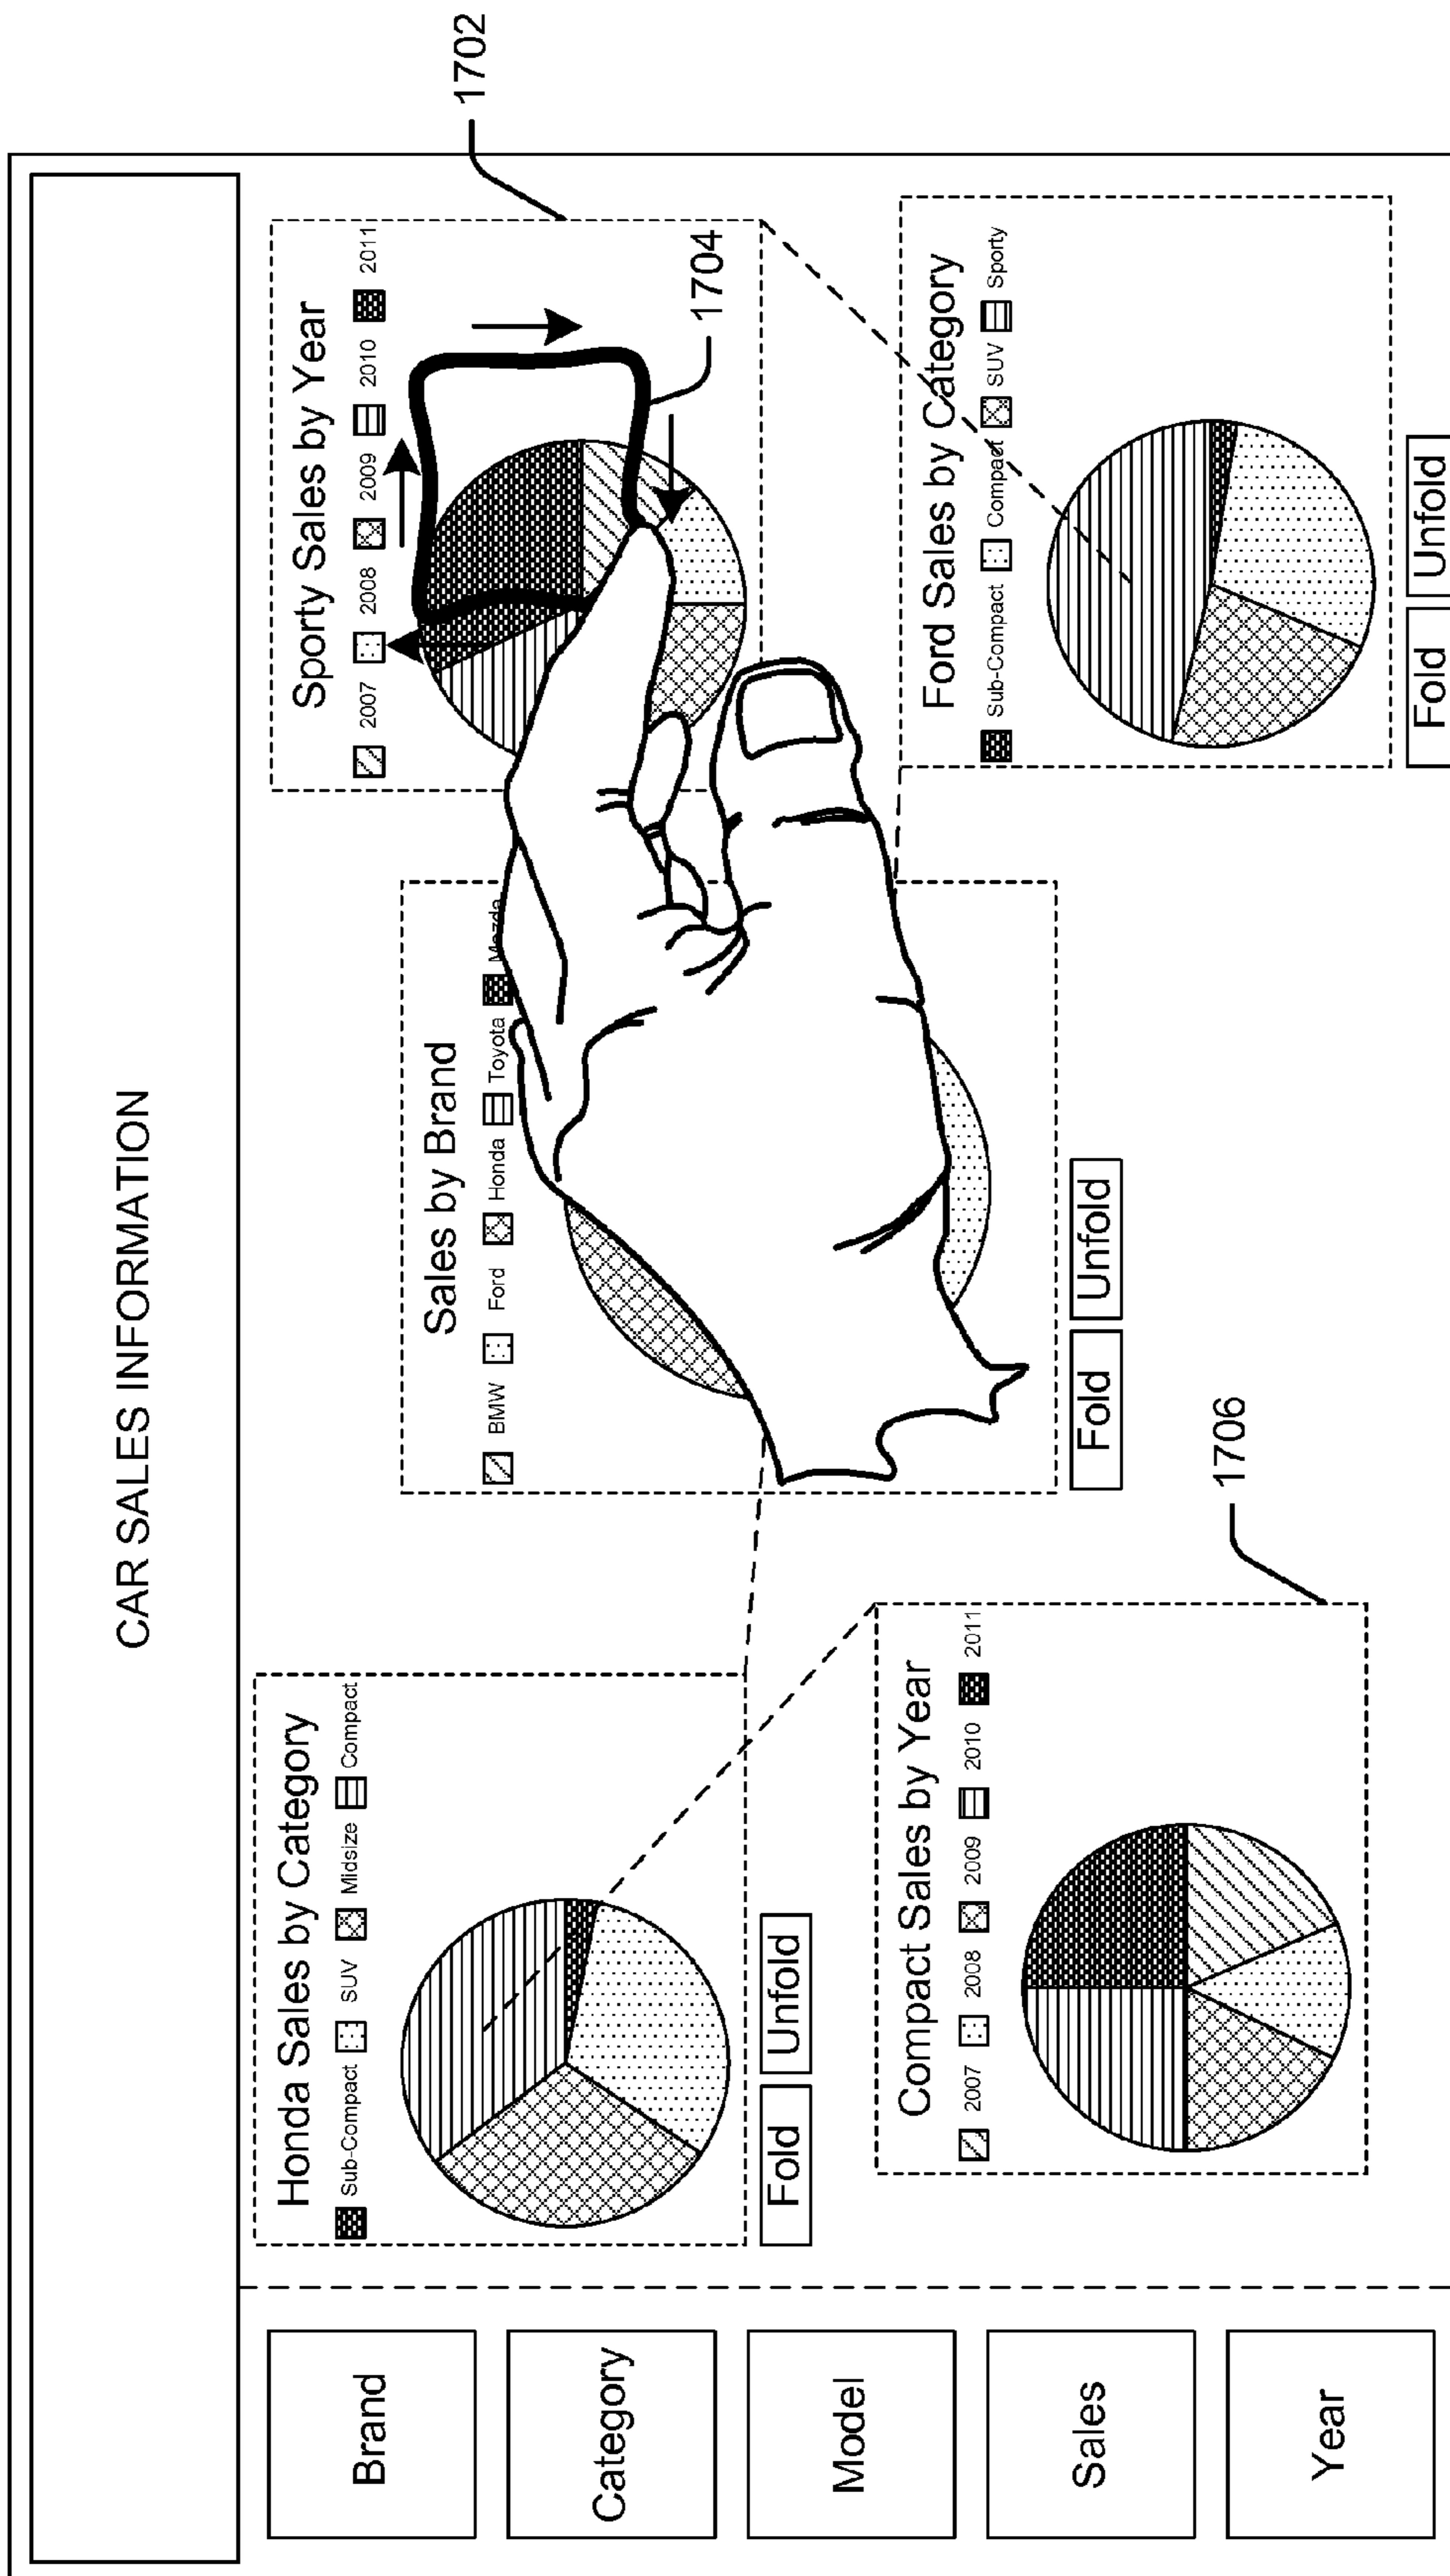 CAR SALES INFORMATION
Brand
Category
Model
Sales
Year
Honda Sales by Category
Sub-Compact SUV Midsize Compact
Fold Unfold
Compact Sales by Year
2007 2008 2009 2010 2011
1706
Sales by Brand
BMW Ford Honda Toyota Mazda
Fold Unfold
Sporty Sales by Year
2007 2008 2009 2010 2011
1702
1704
Ford Sales by Category
Sub-Compact Compact SUV Sporty
Fold Unfold